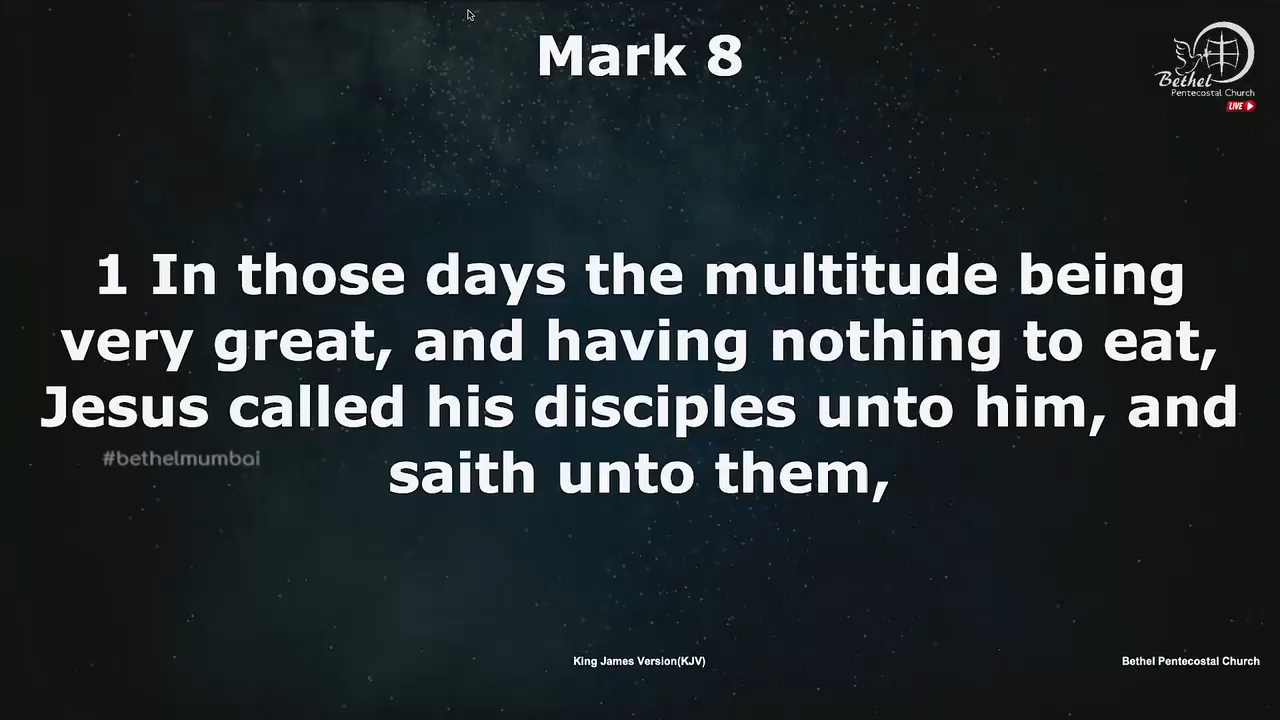 Mark 8
Bethel
Pentecostal Church
LIVE
1 In those days the multitude being
very great, and having nothing to eat,
Jesus called his disciples unto him, and
saith unto them,
#bethelmumbai
King James Version(KJV)
Bethel Pentecostal Church